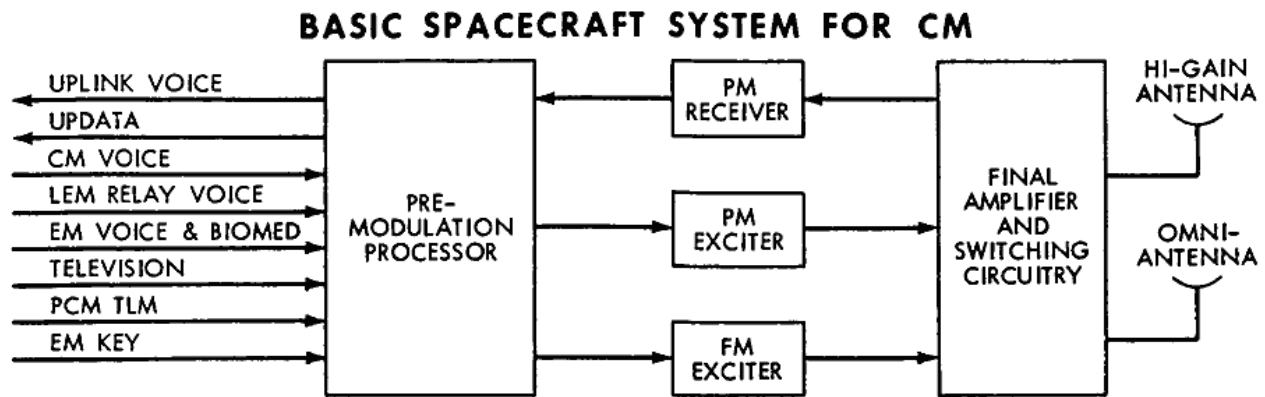 BASIC SPACECRAFT SYSTEM FOR CM
UPLINK VOICE
UPDATA
CM VOICE
LEM RELAY VOICE
EM VOICE & BIOMED
TELEVISION
PCM TLM
EM KEY
PRE-
MODULATION
PROCESSOR
PM
RECEIVER
PM
EXCITER
FM
EXCITER
FINAL
AMPLIFIER
AND
SWITCHING
CIRCUITRY
HI-GAIN
ANTENNA
OMNI-
ANTENNA